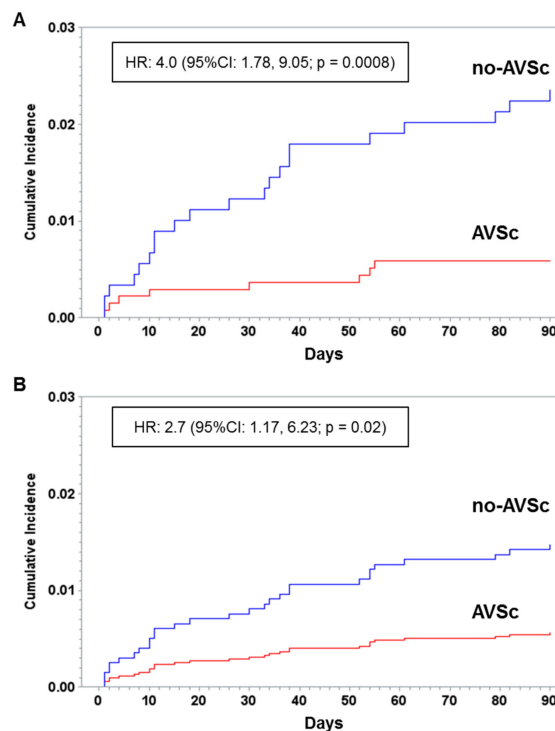 A
0.03
HR: 4.0 (95%CI: 1.78, 9.05; p = 0.0008)
no-AVSc
0.02
Cumulative Incidence
0.01
AVSc
0.00
0 10 20 30 40 50 60 70 80 90
Days
B
0.03
HR: 2.7 (95%CI: 1.17, 6.23; p = 0.02)
0.02
no-AVSc
Cumulative Incidence
0.01
AVSc
0.00
0 10 20 30 40 50 60 70 80 90
Days